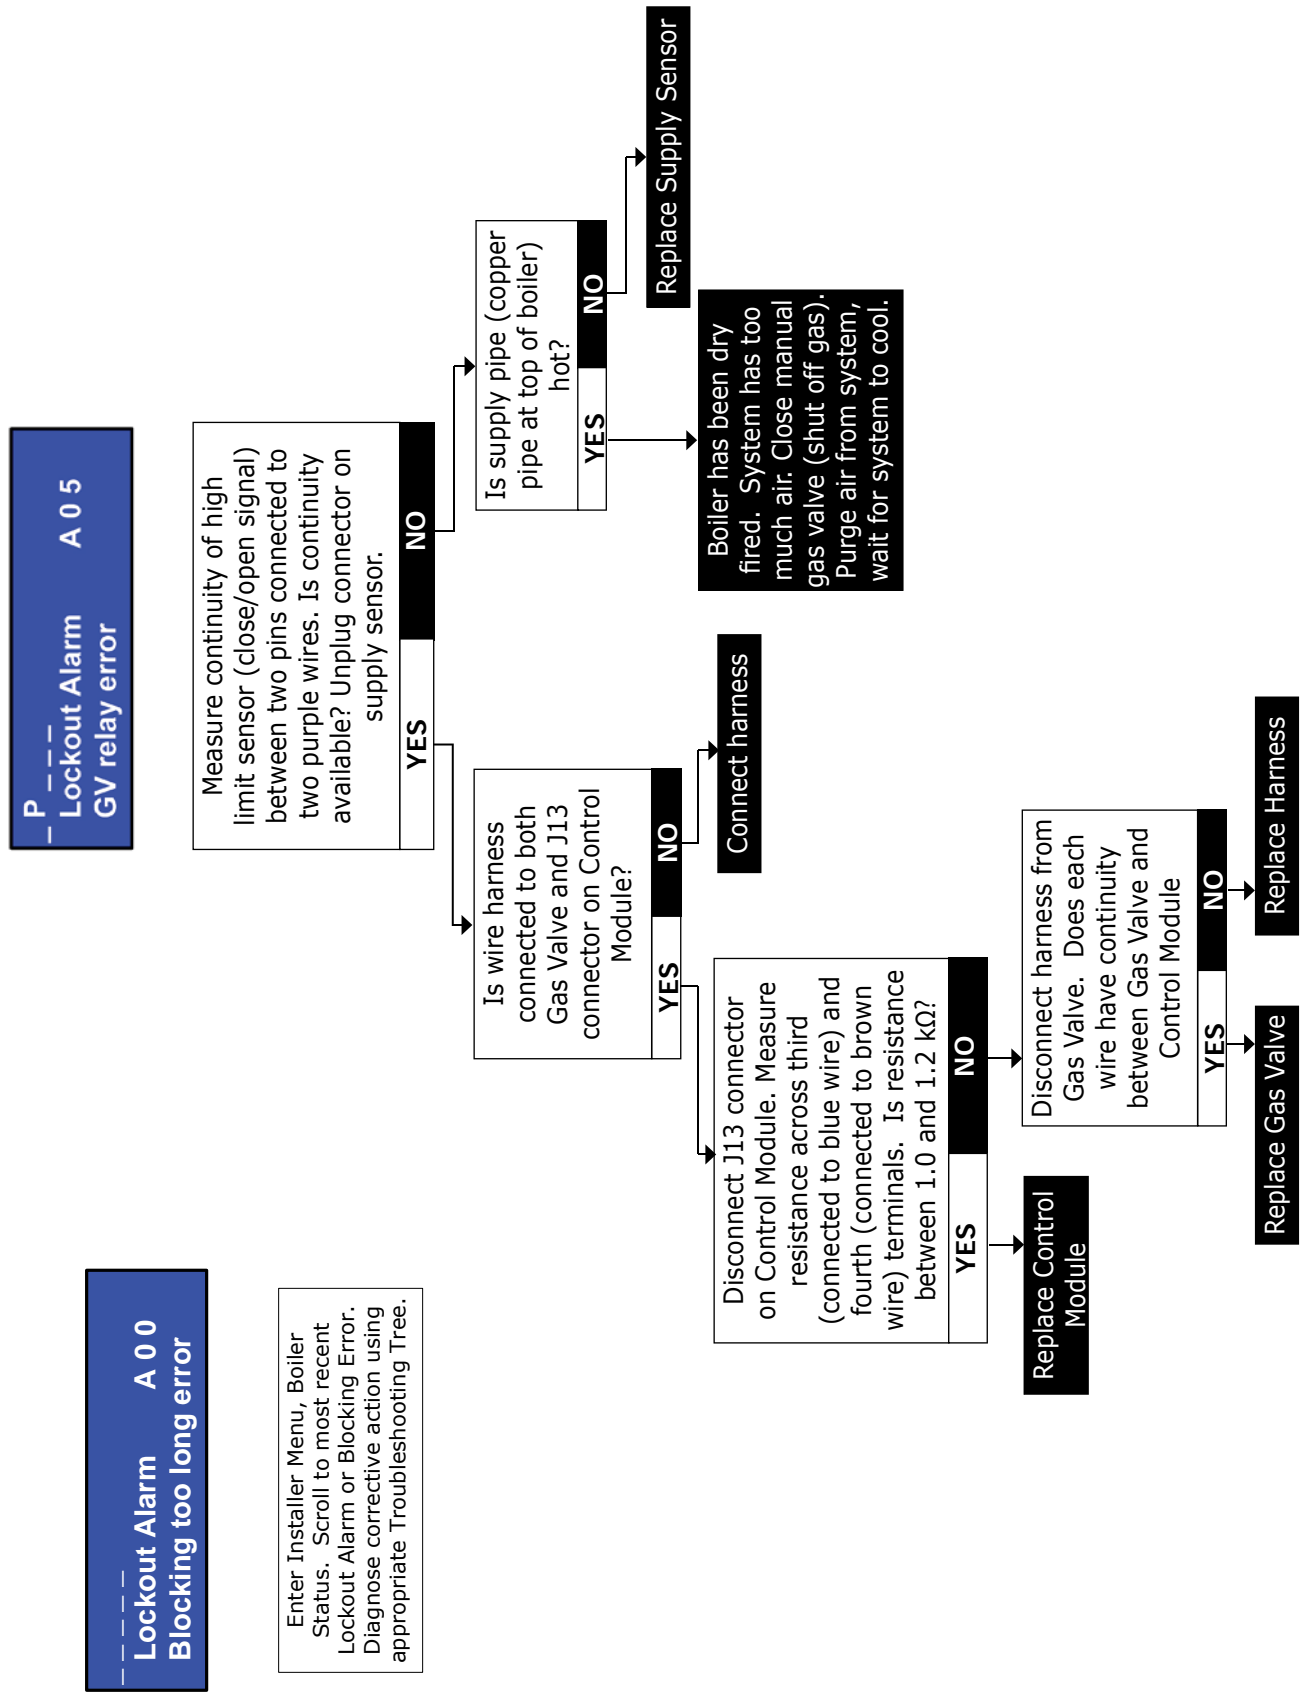 _ _ _ _ _
Lockout Alarm A 0 0
Blocking too long error
Enter Installer Menu, Boiler
Status. Scroll to most recent
Lockout Alarm or Blocking Error.
Diagnose corrective action using
appropriate Troubleshooting Tree.
_ P _ _ _
Lockout Alarm A 0 5
GV relay error
Measure continuity of high
limit sensor (close/open signal)
between two pins connected to
two purple wires. Is continuity
available? Unplug connector on
supply sensor.
YES NO
Is wire harness
connected to both
Gas Valve and J13
connector on Control
Module?
YES NO
Is supply pipe (copper
pipe at top of boiler)
hot?
YES NO
Replace Supply Sensor
Boiler has been dry
fired. System has too
much air. Close manual
gas valve (shut off gas).
Purge air from system,
wait for system to cool.
Connect harness
Disconnect J13 connector
on Control Module. Measure
resistance across third
(connected to blue wire) and
fourth (connected to brown
wire) terminals. Is resistance
between 1.0 and 1.2 kΩ?
YES NO
Replace Control
Module
Disconnect harness from
Gas Valve. Does each
wire have continuity
between Gas Valve and
Control Module
YES NO
Replace Gas Valve
Replace Harness